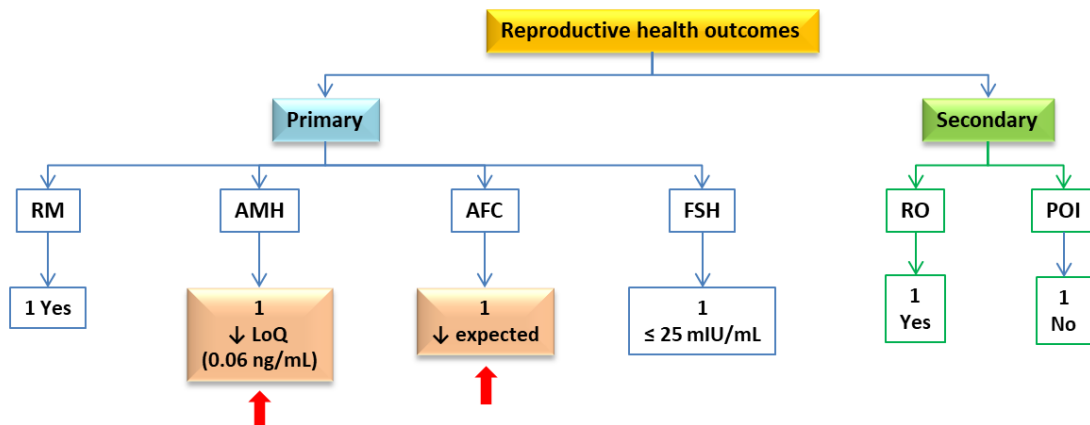 Reproductive health outcomes
Primary
Secondary
RM
AMH
AFC
FSH
RO
POI
1 Yes
1
↓ LoQ
(0.06 ng/mL)
1
↓ expected
1
≤ 25 mIU/mL
1
Yes
1
No